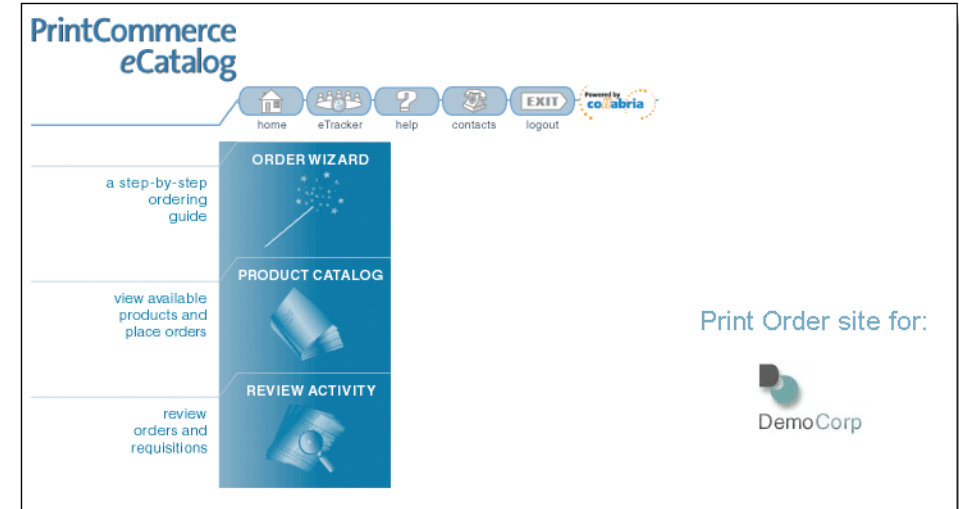 PrintCommerce
eCatalog
EXIT
Powered by
collabria
home eTracker help contacts logout
ORDER WIZARD
a step-by-step
ordering
guide
PRODUCT CATALOG
view available
products and
place orders
Print Order site for:
REVIEW ACTIVITY
review
orders and
requisitions
DemoCorp